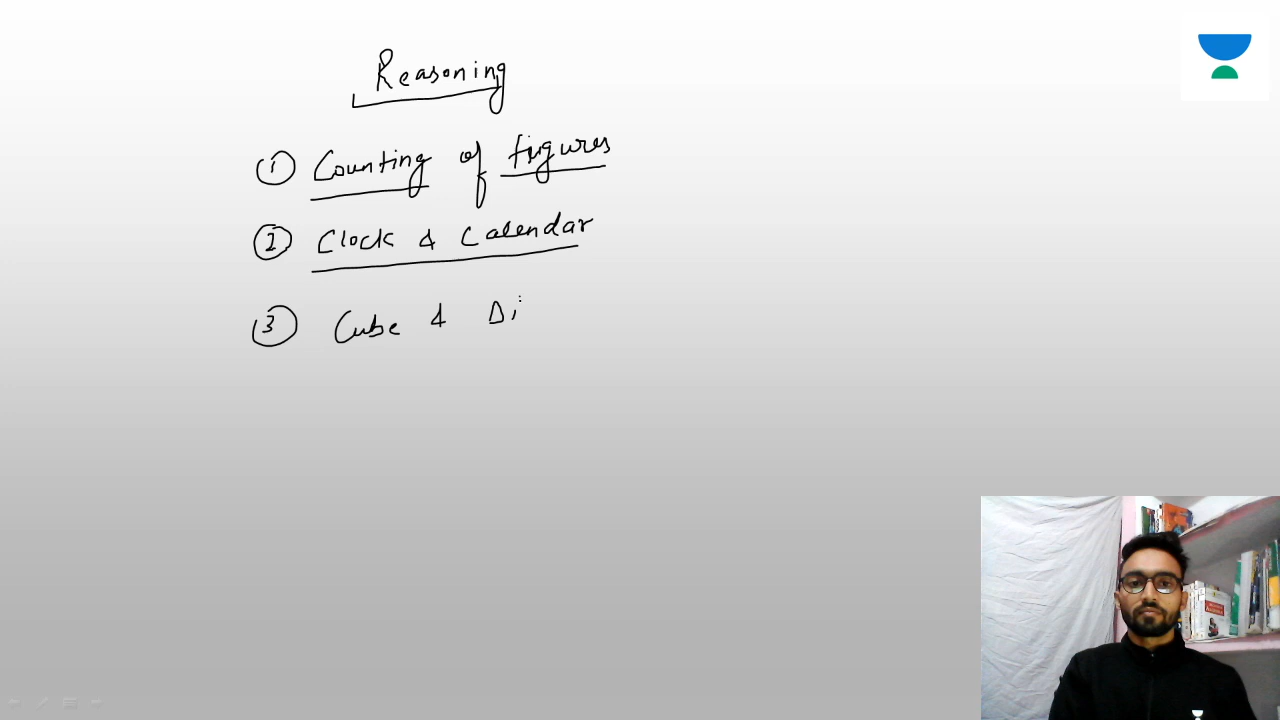 Reasoning
1 Counting of figures
2 Clock & Calendar
3 Cube & Di